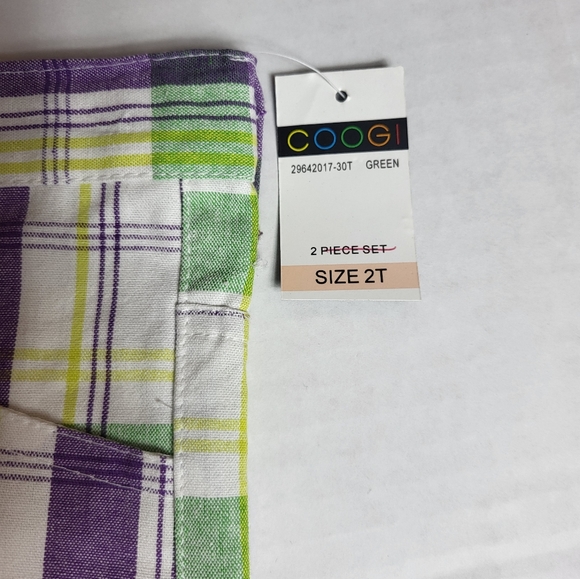 COOGI
29642017-30T GREEN
2 PIECE SET
SIZE 2T